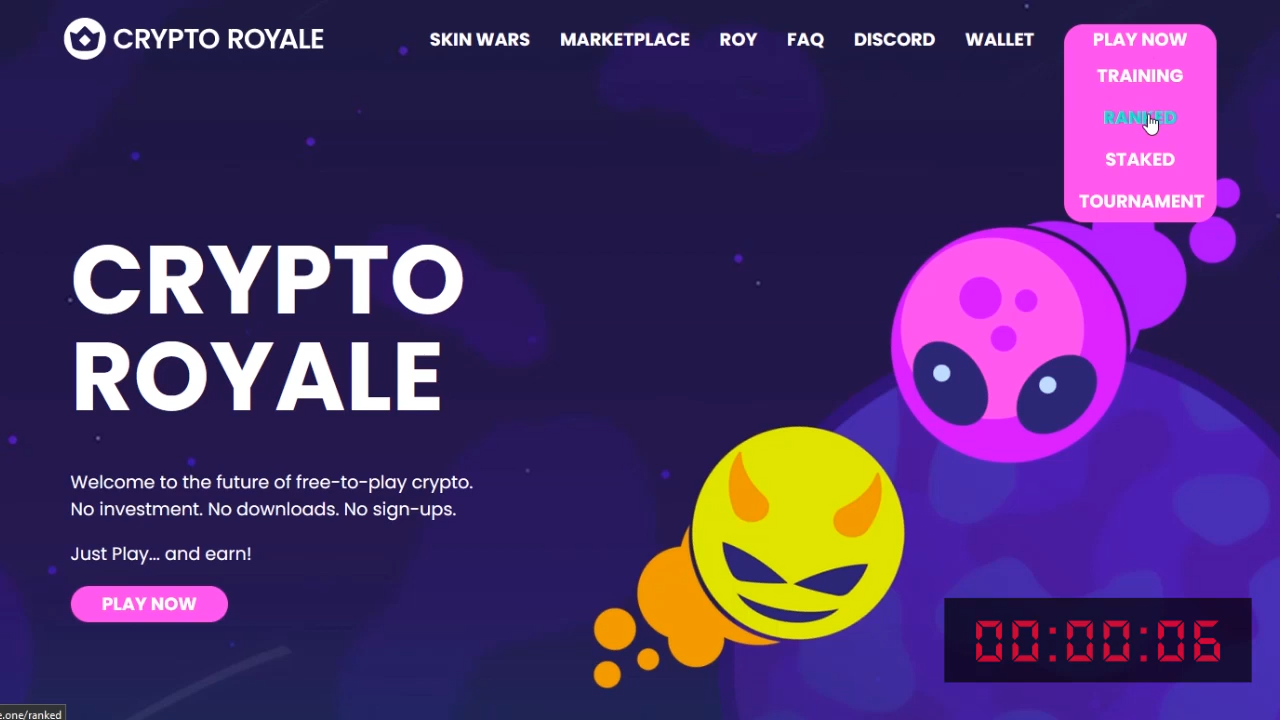 CRYPTO ROYALE
SKIN WARS
MARKETPLACE
ROY
FAQ
DISCORD
WALLET
PLAY NOW
TRAINING
RANKED
STAKED
TOURNAMENT
CRYPTO
ROYALE
Welcome to the future of free-to-play crypto.
No investment. No downloads. No sign-ups.
Just Play... and earn!
PLAY NOW
00:00:06
e.one/ranked